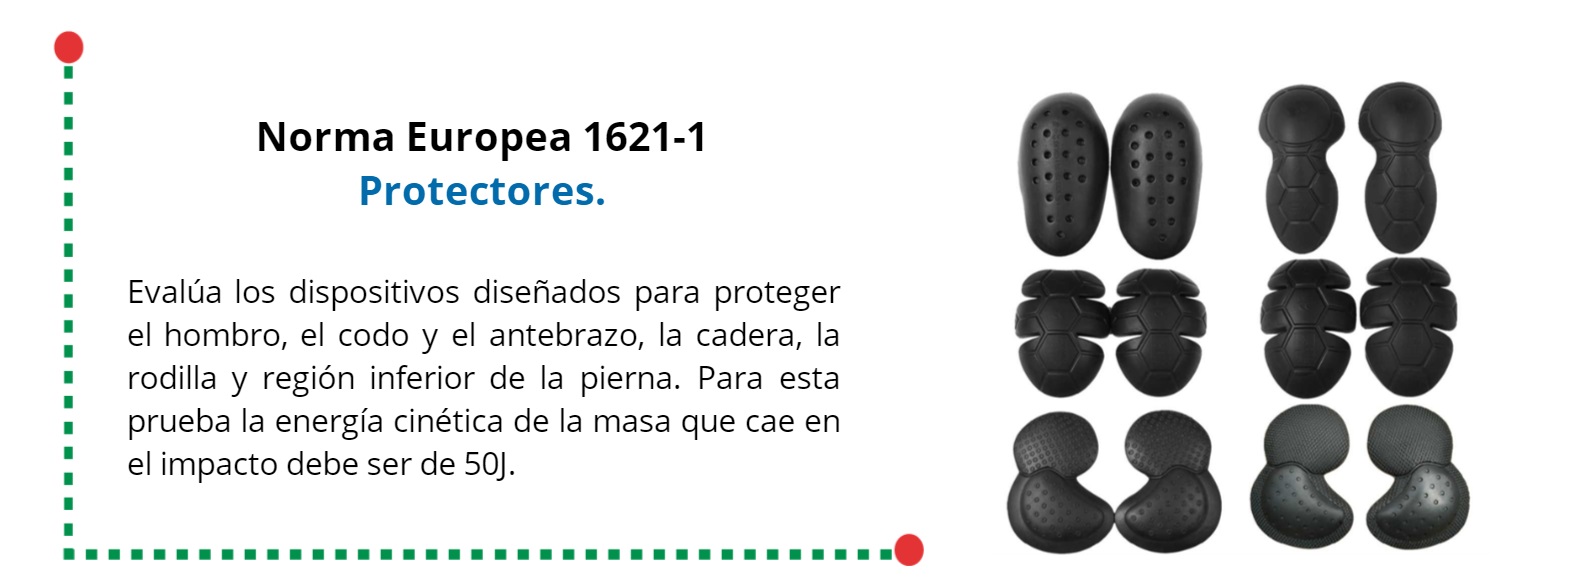 Norma Europea 1621-1
Protectores.
Evalúa los dispositivos diseñados para proteger
el hombro, el codo y el antebrazo, la cadera, la
rodilla y región inferior de la pierna. Para esta
prueba la energía cinética de la masa que cae en
el impacto debe ser de 50J.